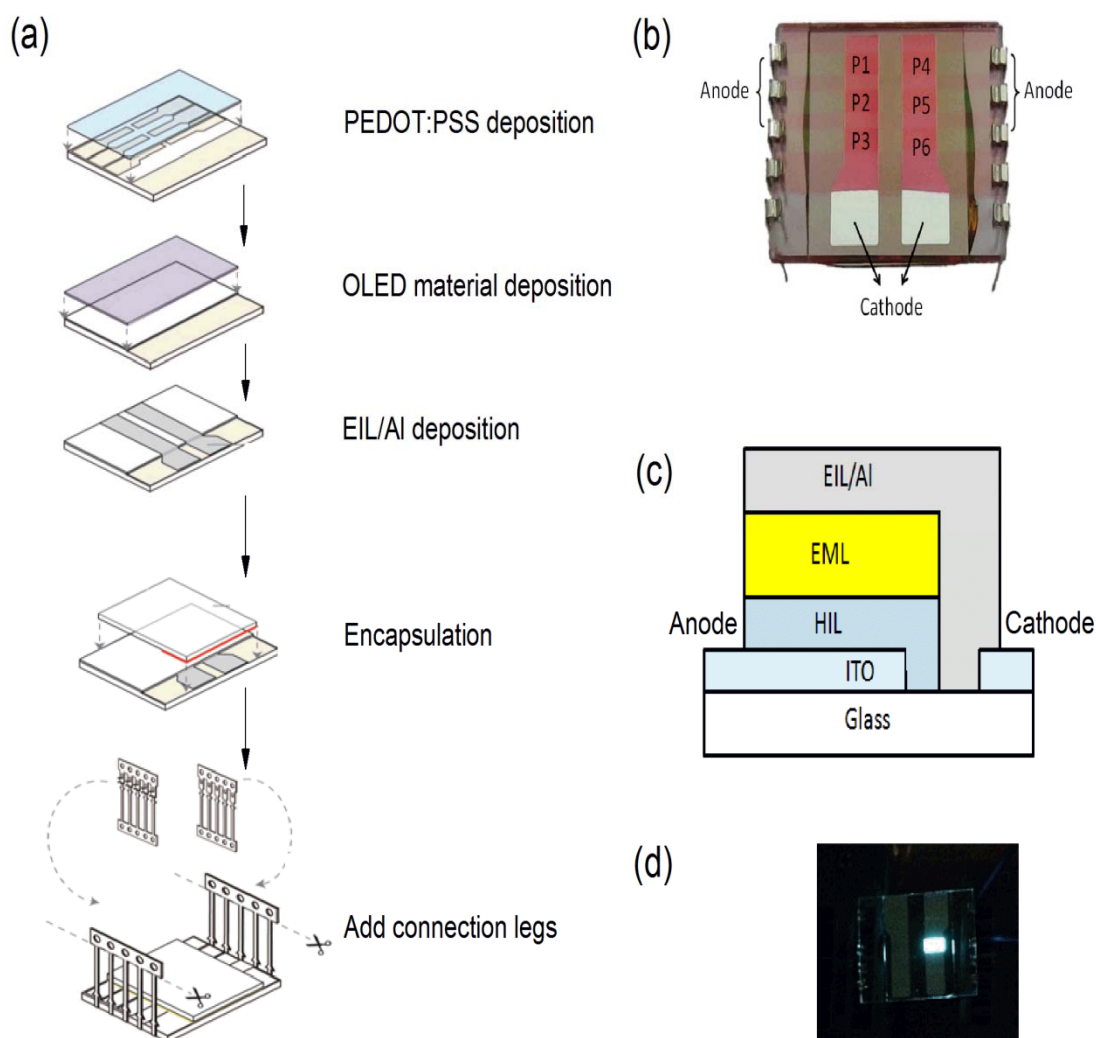 (a)
PEDOT:PSS deposition
OLED material deposition
EIL/Al deposition
Encapsulation
Add connection legs
(b)
P1 P4
Anode P2 P5 Anode
P3 P6
Cathode
(c)
EIL/Al
EML
Anode HIL Cathode
ITO
Glass
(d)